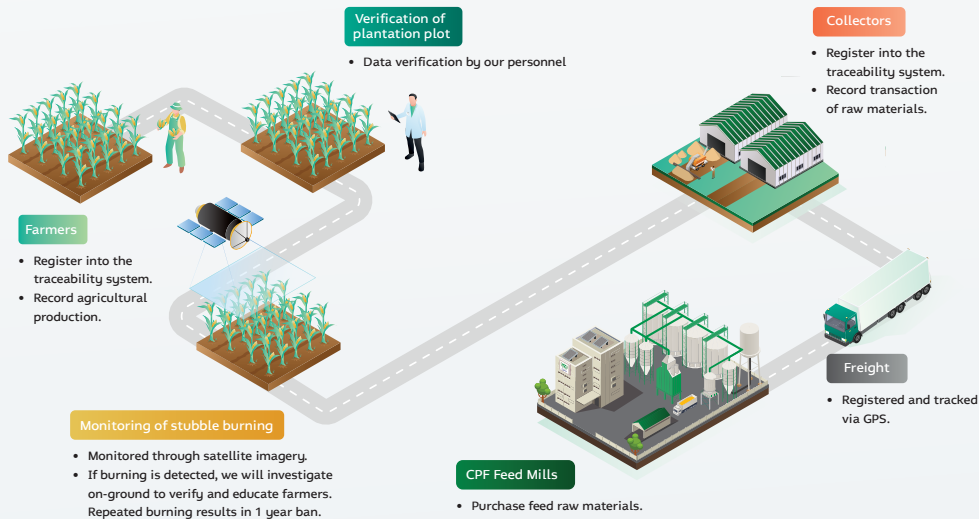 Verification of
plantation plot
• Data verification by our personnel
Collectors
• Register into the
traceability system.
• Record transaction
of raw materials.
Farmers
• Register into the
traceability system.
• Record agricultural
production.
Freight
• Registered and tracked
via GPS.
Monitoring of stubble burning
• Monitored through satellite imagery.
• If burning is detected, we will investigate
on-ground to verify and educate farmers.
Repeated burning results in 1 year ban.
CPF Feed Mills
• Purchase feed raw materials.